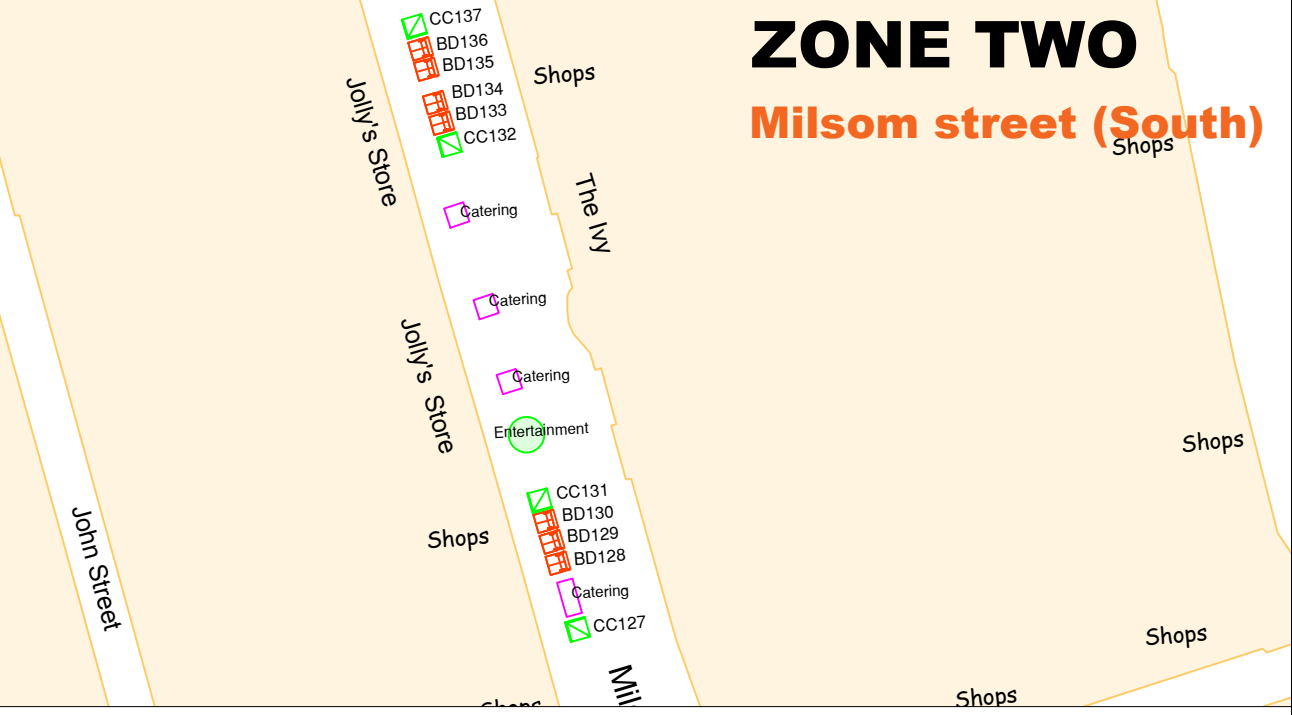 ZONE TWO
Milsom street (South)
CC137
BD136
BD135
Shops
BD134
BD133
CC132
Jolly's Store
Shops
Catering
The Ivy
Catering
Jolly's Store
Catering
Entertainment
Shops
CC131
BD130
BD129
BD128
Shops
Catering
CC127
John Street
Shops
Shops
Shops